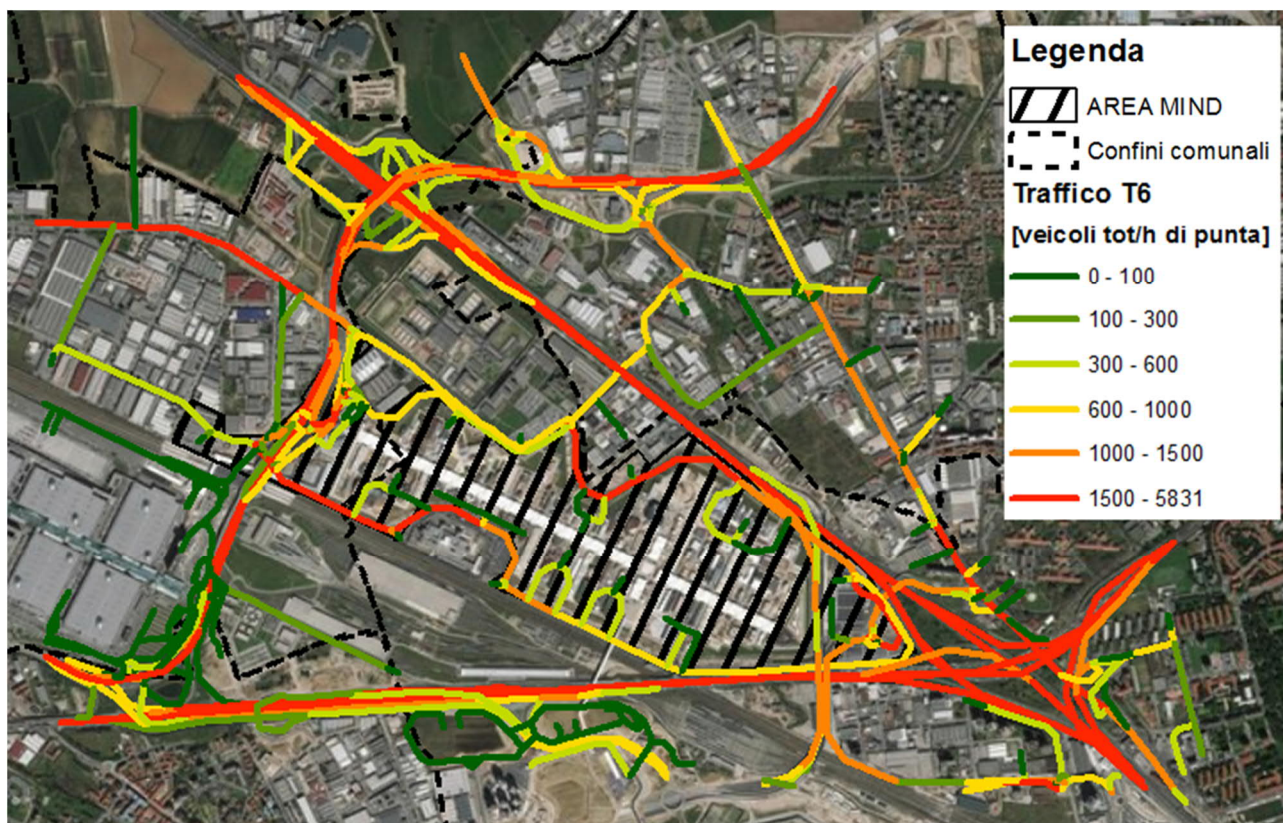 Legenda
AREA MIND
Confini comunali
Traffico T6
[veicoli tot/h di punta]
0 - 100
100 - 300
300 - 600
600 - 1000
1000 - 1500
1500 - 5831